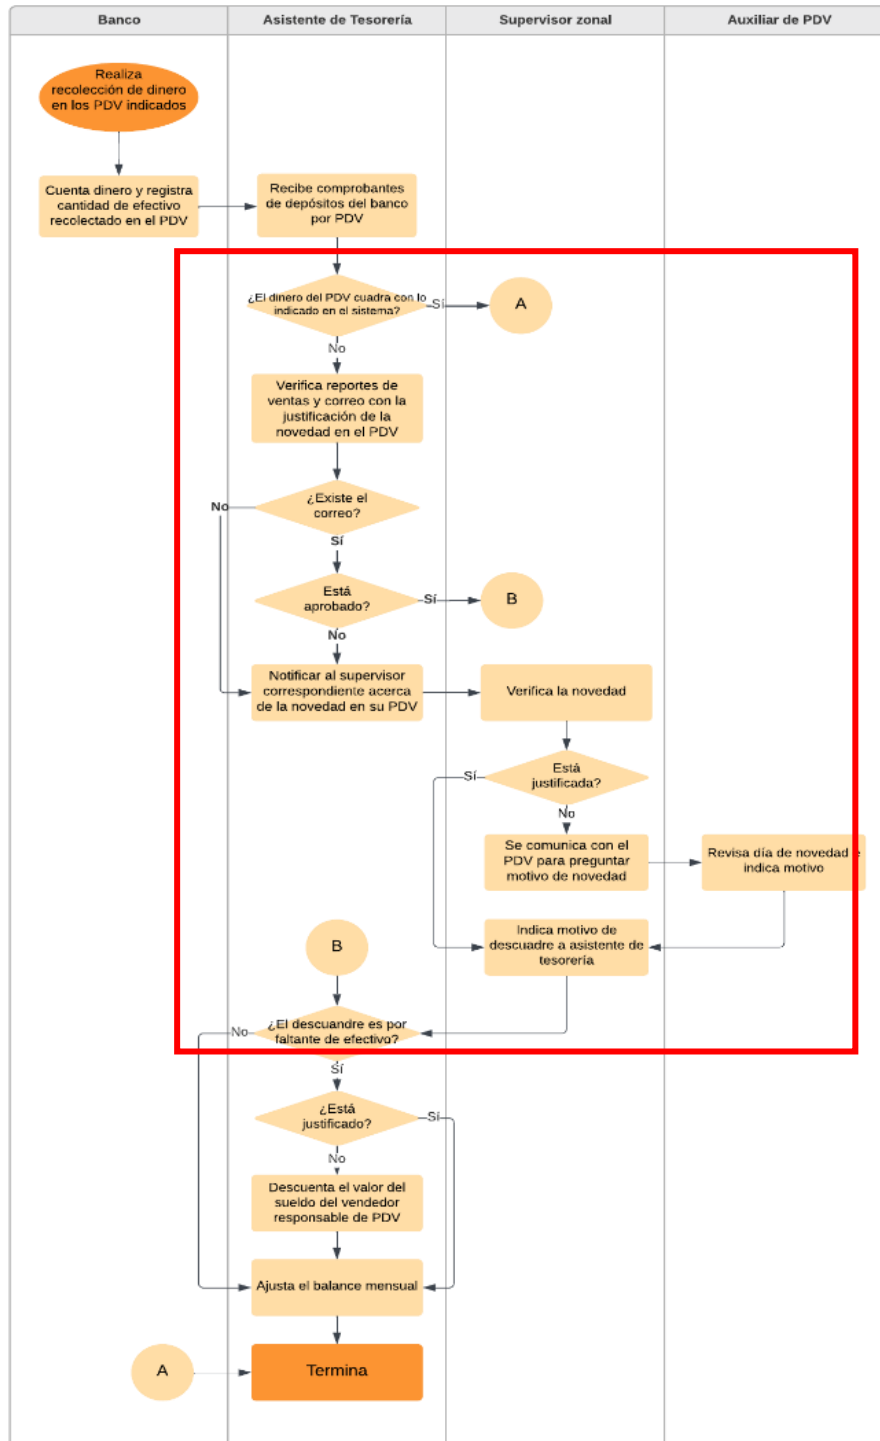 Banco
Asistente de Tesorería
Supervisor zonal
Auxiliar de PDV
Realiza
recolección de dinero
en los PDV indicados
Cuenta dinero y registra
cantidad de efectivo
recolectado en el PDV
Recibe comprobantes
de depósitos del banco
por PDV
¿El dinero del PDV cuadra con lo
indicado en el sistema?
Sí
A
No
Verifica reportes de
ventas y correo con la
justificación de la
novedad en el PDV
¿Existe el
correo?
No
Sí
Está
aprobado?
Sí
B
No
Notificar al supervisor
correspondiente acerca
de la novedad en su PDV
Verifica la novedad
Está
justificada?
Sí
No
Se comunica con el
PDV para preguntar
motivo de novedad
Revisa día de novedad e
indica motivo
Indica motivo de
descuadre a asistente de
tesorería
B
¿El descuandre es por
faltante de efectivo?
No
Sí
¿Está
justificado?
Sí
No
Descuenta el valor del
sueldo del vendedor
responsable de PDV
Ajusta el balance mensual
A
Termina